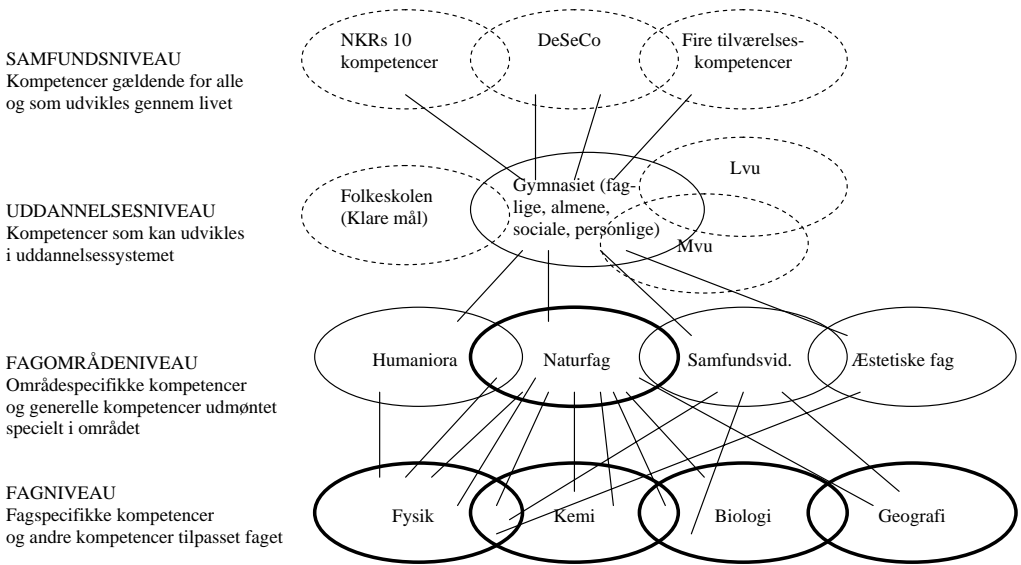 SAMFUNDSNIVEAU
Kompetencer gældende for alle
og som udvikles gennem livet
NKRs 10
kompetencer
DeSeCo
Fire tilværelses-
kompetencer
UDDANNELSESNIVEAU
Kompetencer som kan udvikles
i uddannelsessystemet
Folkeskolen
(Klare mål)
Gymnasiet (fag-
lige, almene,
sociale, personlige)
Lvu
Mvu
FAGOMRÅDENIVEAU
Områdespecifikke kompetencer
og generelle kompetencer udmøntet
specielt i området
Humaniora
Naturfag
Samfundsvid.
Æstetiske fag
FAGNIVEAU
Fagspecifikke kompetencer
og andre kompetencer tilpasset faget
Fysik
Kemi
Biologi
Geografi